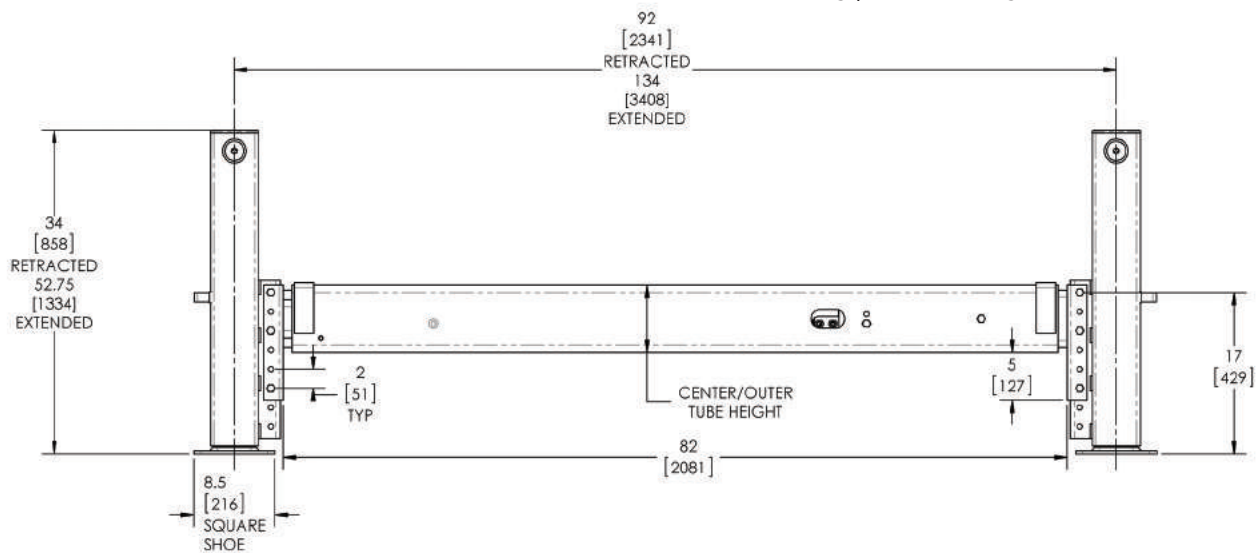 92
[2341]
RETRACTED
134
[3408]
EXTENDED
34
[858]
RETRACTED
52.75
[1334]
EXTENDED
2
[51]
TYP
CENTER/OUTER
TUBE HEIGHT
5
[127]
17
[429]
82
[2081]
8.5
[216]
SQUARE
SHOE